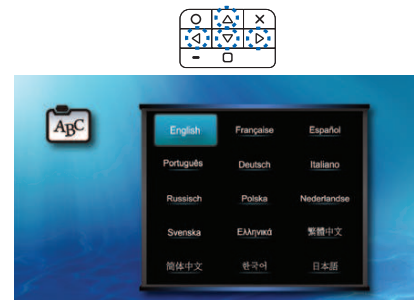 ABC
English Française Español
Português Deutsch Italiano
Russisch Polska Nederlandse
Svenska Ελληνικά 繁體中文
简体中文 한국어 日本語